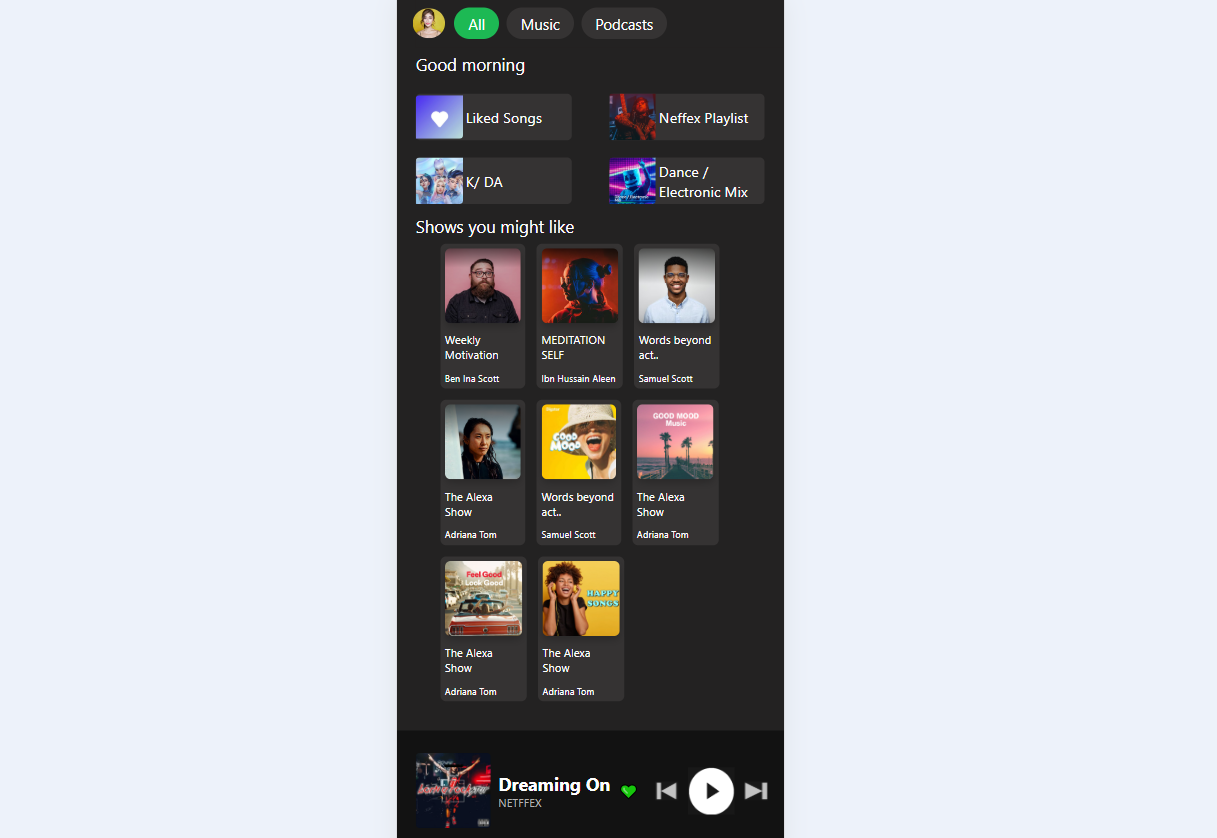 All
Music
Podcasts
Good morning
Liked Songs
Neffex Playlist
K/ DA
Dance /
Electronic Mix
Shows you might like
Weekly
Motivation
Ben Ina Scott
MEDITATION
SELF
Ibn Hussain Aleen
Words beyond
act..
Samuel Scott
GOOD
MOOD
GOOD MOOD
Music
The Alexa
Show
Adriana Tom
Words beyond
act..
Samuel Scott
The Alexa
Show
Adriana Tom
Feel Good
Look Good
HAPPY
SONGS
The Alexa
Show
Adriana Tom
The Alexa
Show
Adriana Tom
Dreaming On
NETFFEX